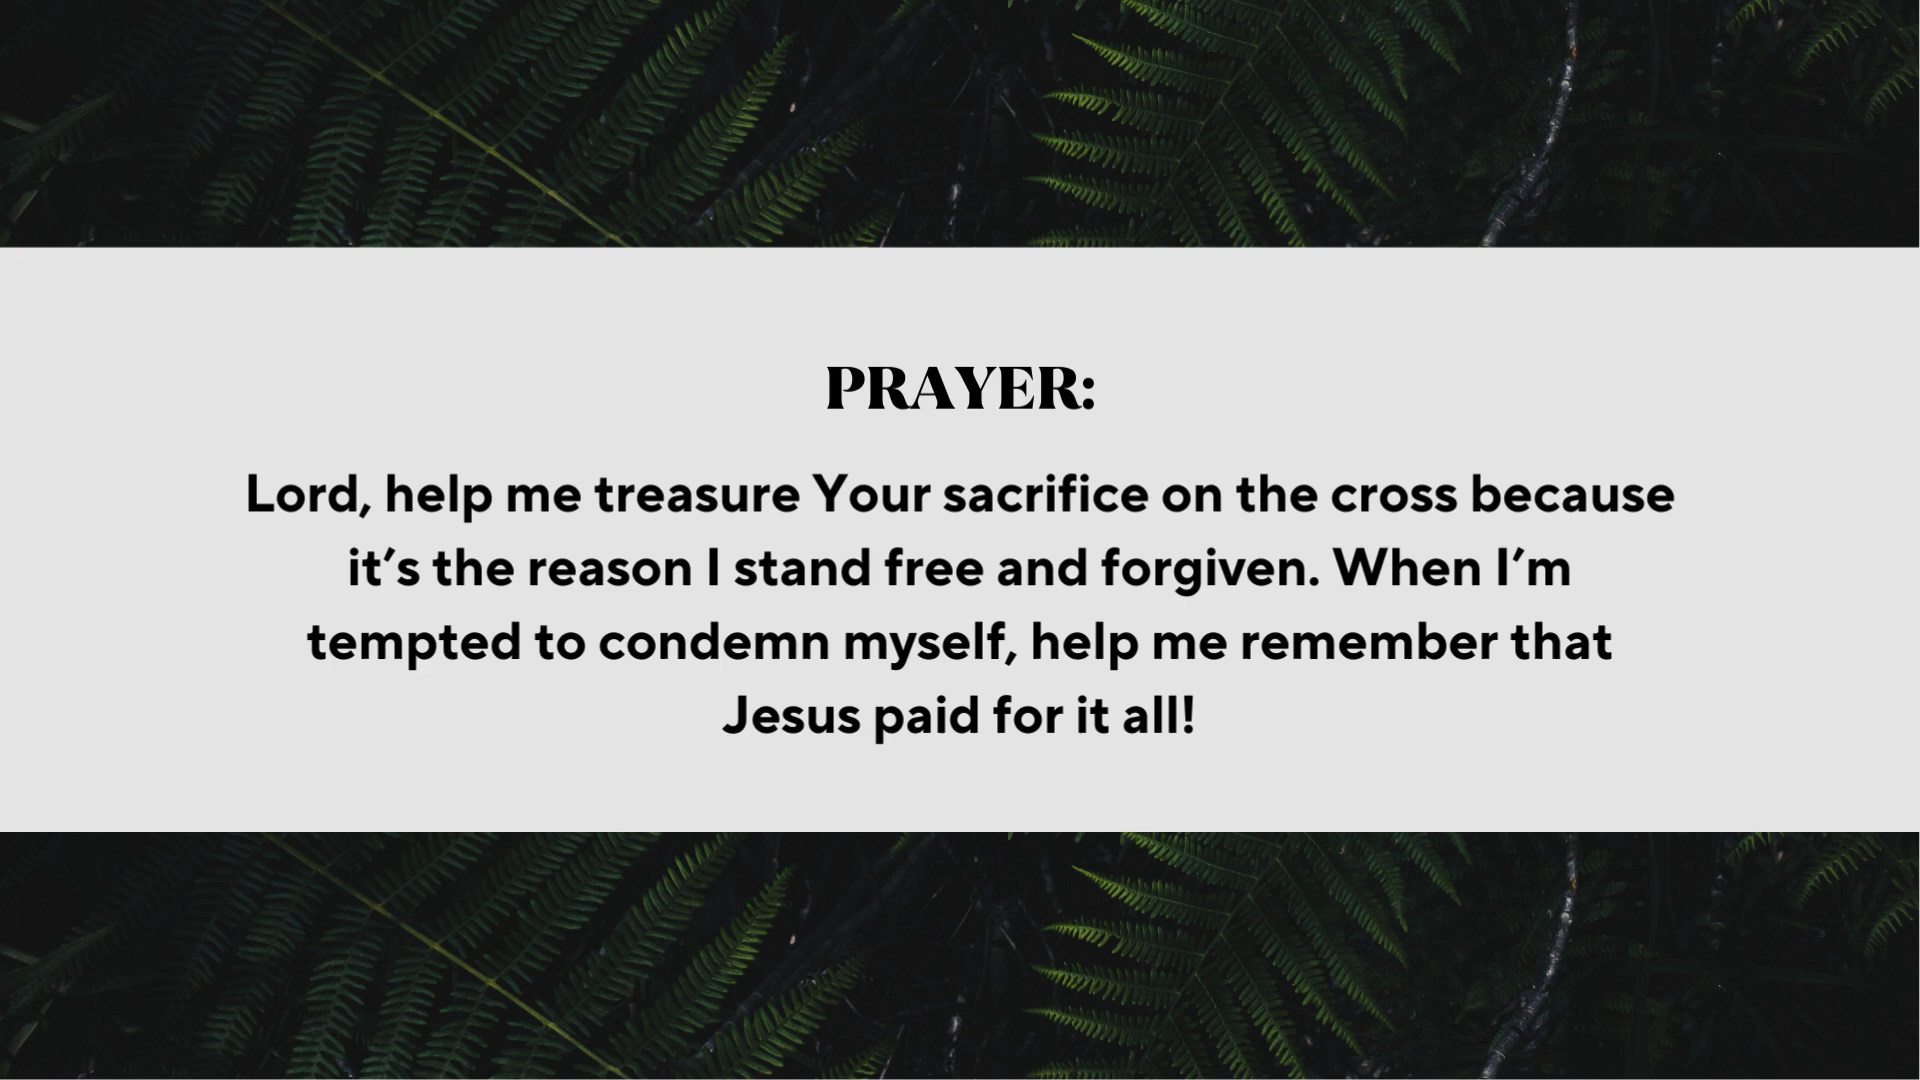 PRAYER:
Lord, help me treasure Your sacrifice on the cross because
it’s the reason I stand free and forgiven. When I’m
tempted to condemn myself, help me remember that
Jesus paid for it all!